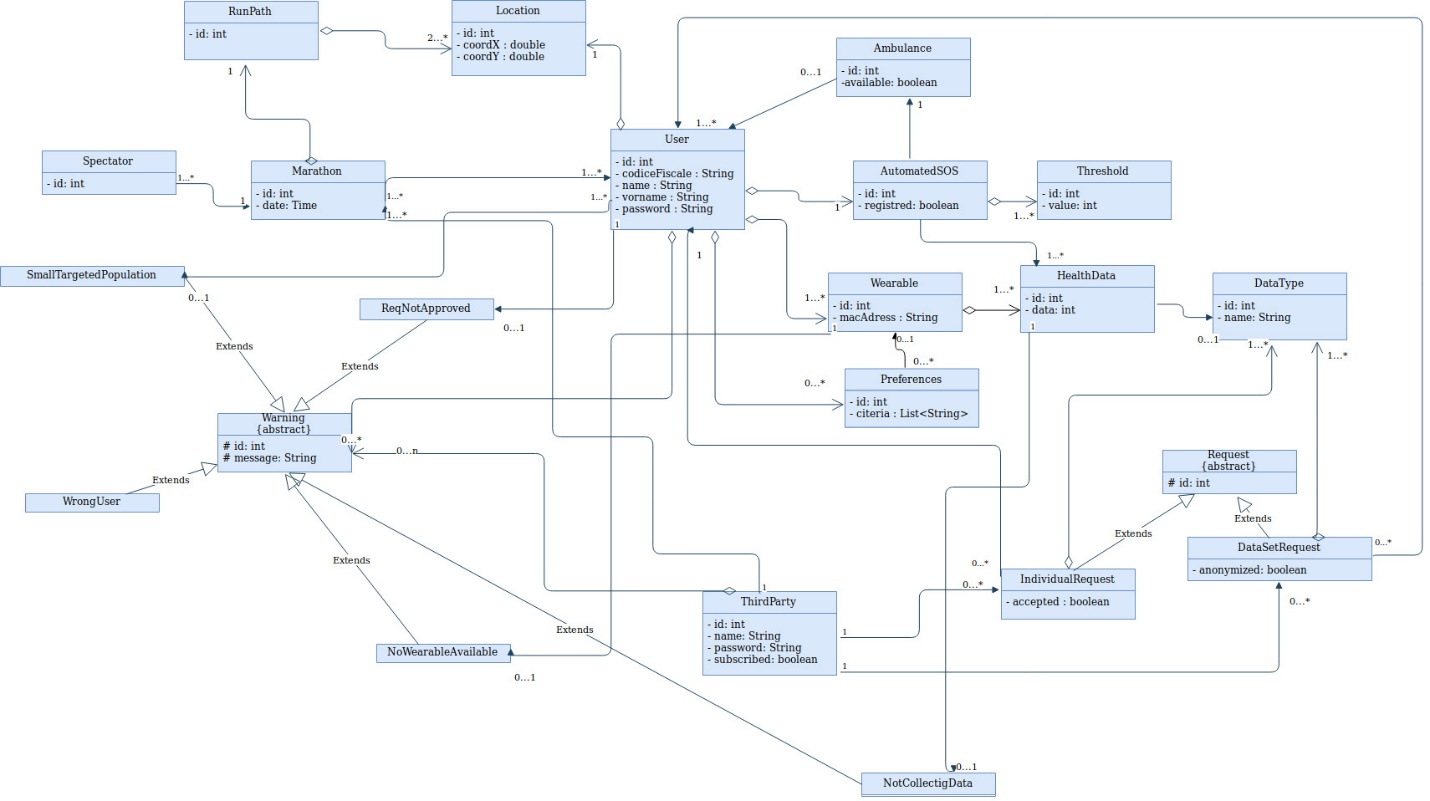 RunPath
- id: int
Location
- id: int
- coordX : double
- coordY : double
2...*
1
1
Ambulance
- id: int
-available: boolean
0...1
1
1...*
User
- id: int
- codiceFiscale : String
- name : String
- vorname : String
- password : String
1
Spectator
- id: int
1...*
1
Marathon
- id: int
- date: Time
1...*
1...*
1...*
1...*
AutomatedSOS
- id: int
- registred: boolean
1
Threshold
- id: int
- value: int
1...*
1...*
SmallTargetedPopulation
0...1
ReqNotApproved
0...1
1
Wearable
- id: int
- macAdress : String
1...*
1
1...*
HealthData
- id: int
- data: int
1
DataType
- id: int
- name: String
0...1
1...*
1...*
0...1
0...*
Preferences
- id: int
- citeria : List<String>
0...*
Extends
Extends
Warning
{abstract}
# id: int
# message: String
0...*
0...n
Extends
WrongUser
Request
{abstract}
# id: int
Extends
Extends
DataSetRequest
- anonymized: boolean
0...*
0...*
Extends
0...*
0...*
IndividualRequest
- accepted : boolean
1
ThirdParty
- id: int
- name: String
- password: String
- subscribed: boolean
1
1
Extends
NoWearableAvailable
0...1
0...1
NotCollectigData